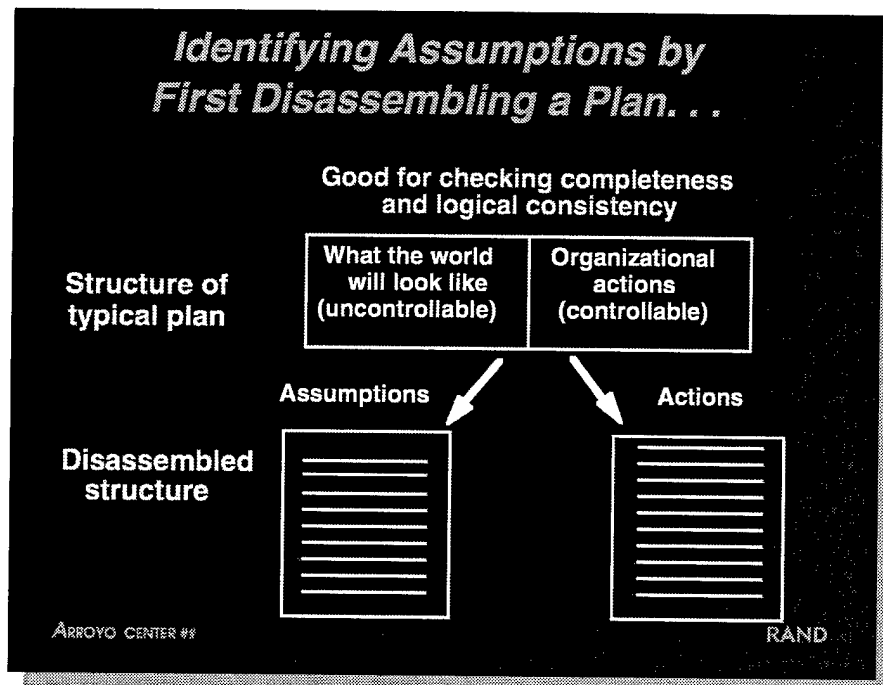 Identifying Assumptions by
First Disassembling a Plan. . .
Good for checking completeness
and logical consistency
Structure of
typical plan
What the world
will look like
(uncontrollable)
Organizational
actions
(controllable)
Assumptions
Actions
Disassembled
structure
ARROYO CENTER
RAND